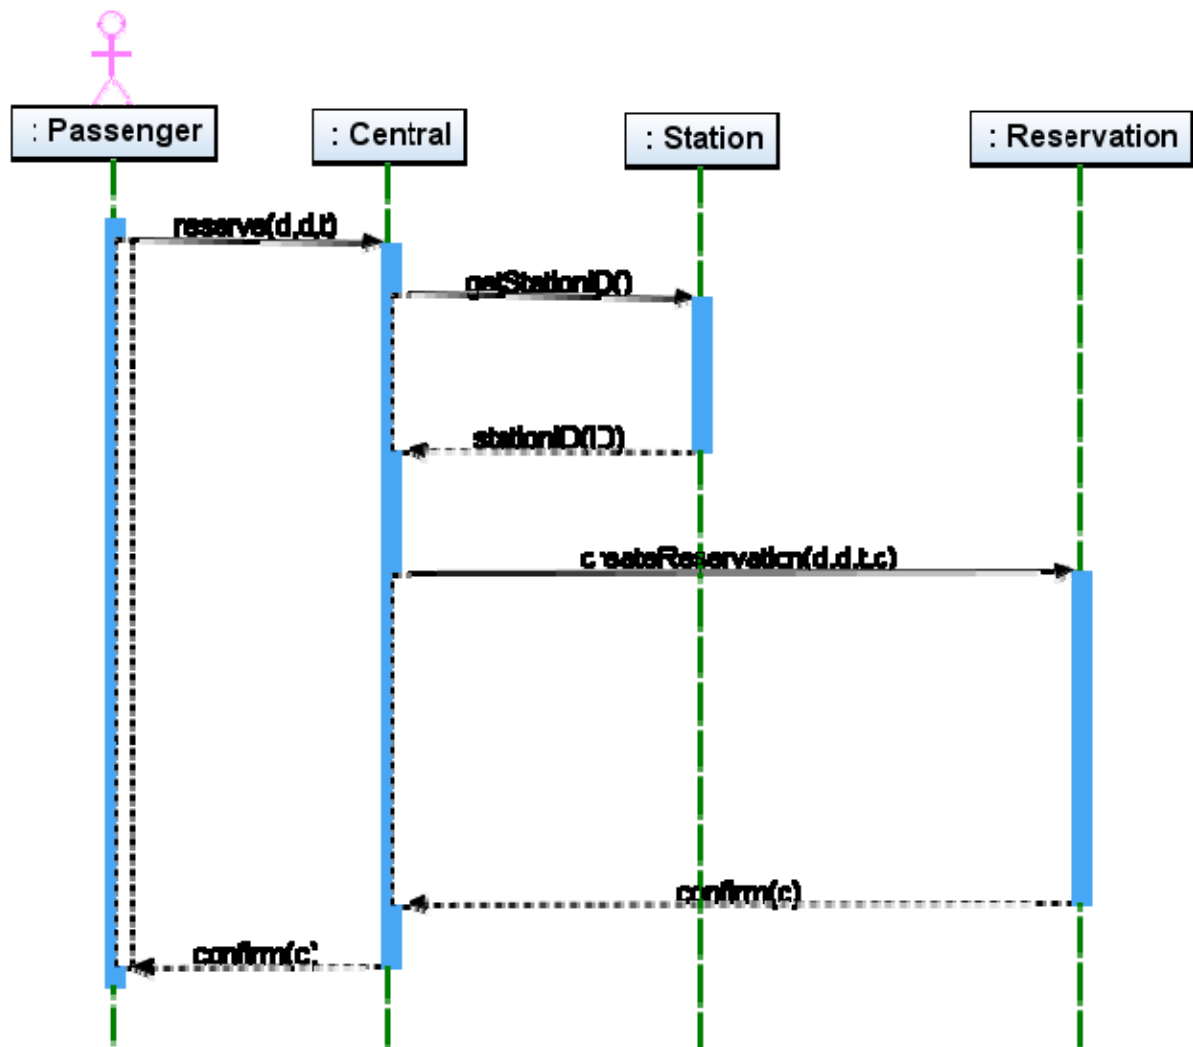 : Passenger
: Central
: Station
: Reservation
reserve(d,d,t)
getStationID()
stationID(ID)
createReservation(d,d,t,c)
confirm(c)
confirm(c)